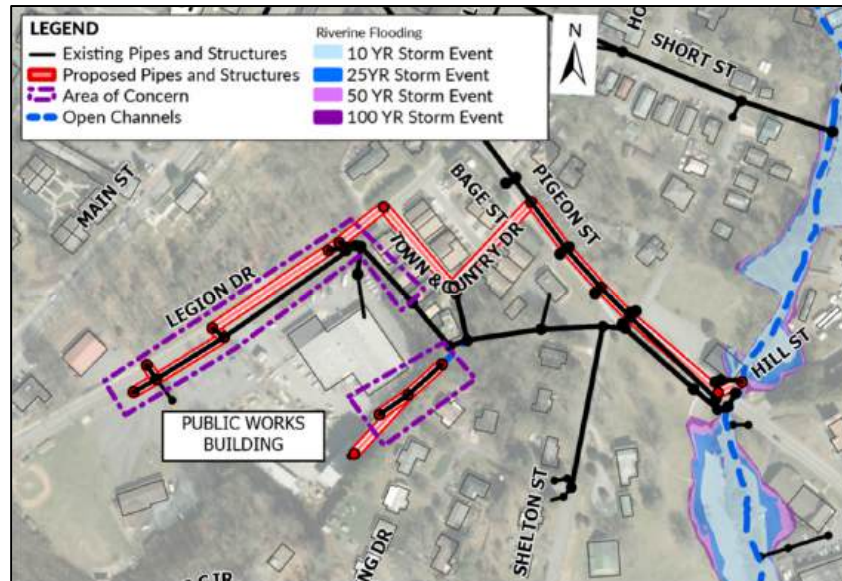 LEGEND
Existing Pipes and Structures
Proposed Pipes and Structures
Area of Concern
Open Channels
Riverine Flooding
10 YR Storm Event
25YR Storm Event
50 YR Storm Event
100 YR Storm Event
N
SHORT ST
MAIN ST
BAGE ST
PIGEON ST
TOWN & COUNTRY DR
LEGION DR
HILL ST
PUBLIC WORKS
BUILDING
SHELTON ST